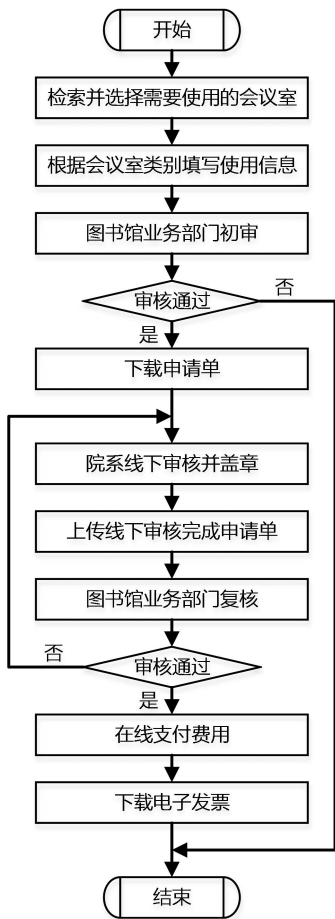 开始
检索并选择需要使用的会议室
根据会议室类别填写使用信息
图书馆业务部门初审
审核通过
否
是
下载申请单
院系线下审核并盖章
上传线下审核完成申请单
图书馆业务部门复核
否
审核通过
是
在线支付费用
下载电子发票
结束